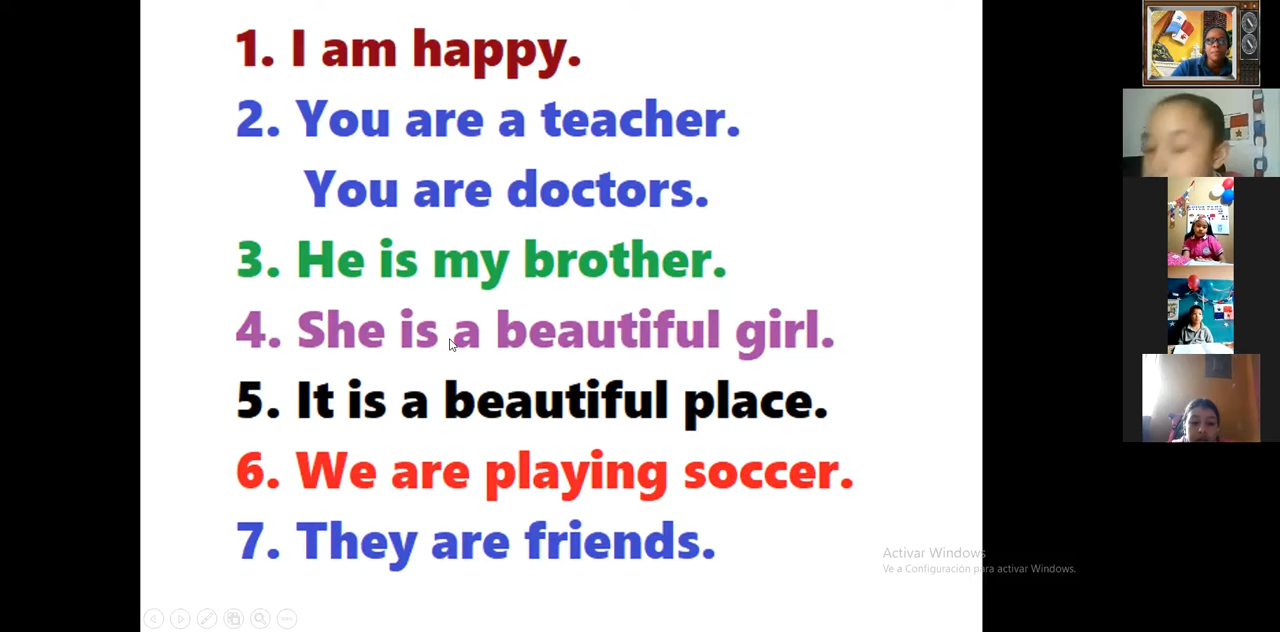 1. I am happy.
2. You are a teacher.
You are doctors.
3. He is my brother.
4. She is a beautiful girl.
5. It is a beautiful place.
6. We are playing soccer.
7. They are friends.
Activar Windows
Ve a Configuración para activar Windows.